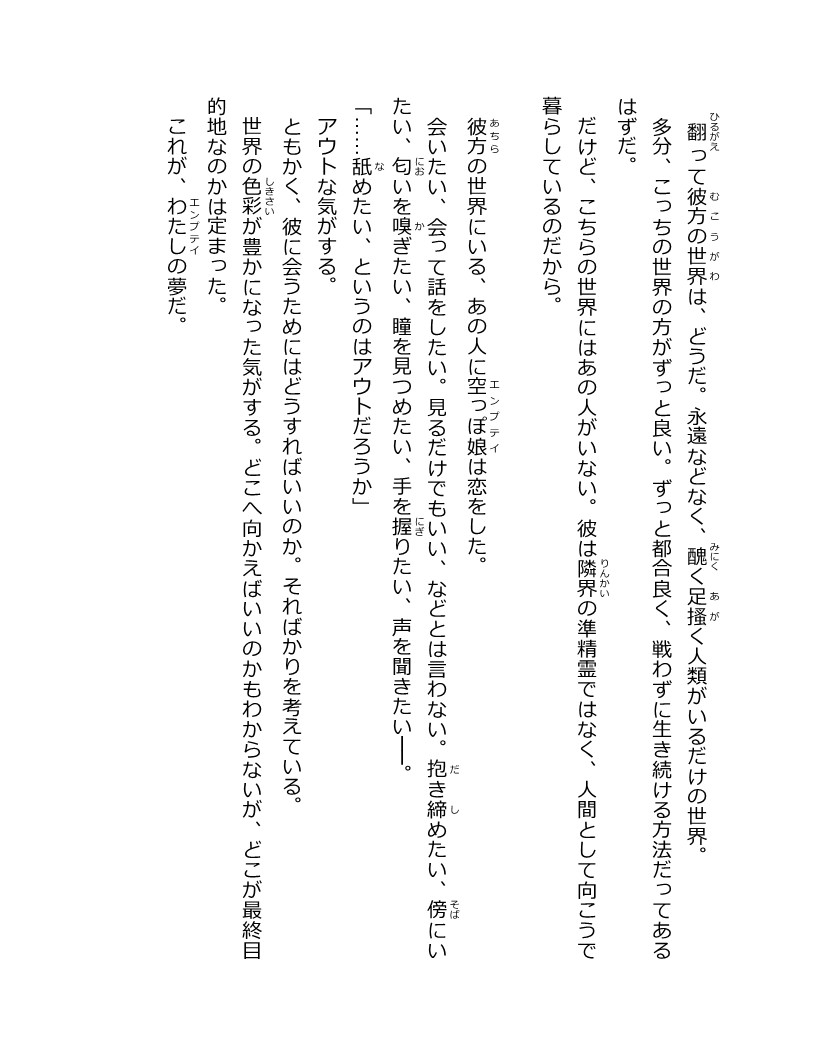 翻って彼方の世界は、どうだ。永遠などなく、醜く足搔く人類がいるだけの世界。
多分、こっちの世界の方がずっと良い。ずっと都合良く、戦わずに生き続ける方法だってある
はずだ。
だけど、こちらの世界にはあの人がいない。彼は隣界の準精霊ではなく、人間として向こうで
暮らしているのだから。
彼方の世界にいる、あの人に空っぽ娘は恋をした。
会いたい、会って話をしたい。見るだけでもいい、などとは言わない。抱き締めたい、傍にい
たい、匂いを嗅ぎたい、瞳を見つめたい、手を握りたい、声を聞きたい――。
「……舐めたい、というのはアウトだろうか」
アウトな気がする。
ともかく、彼に会うためにはどうすればいいのか。そればかりを考えている。
世界の色彩が豊かになった気がする。どこへ向かえばいいのかもわからないが、どこが最終目
的地なのかは定まった。
これが、わたしの夢だ。